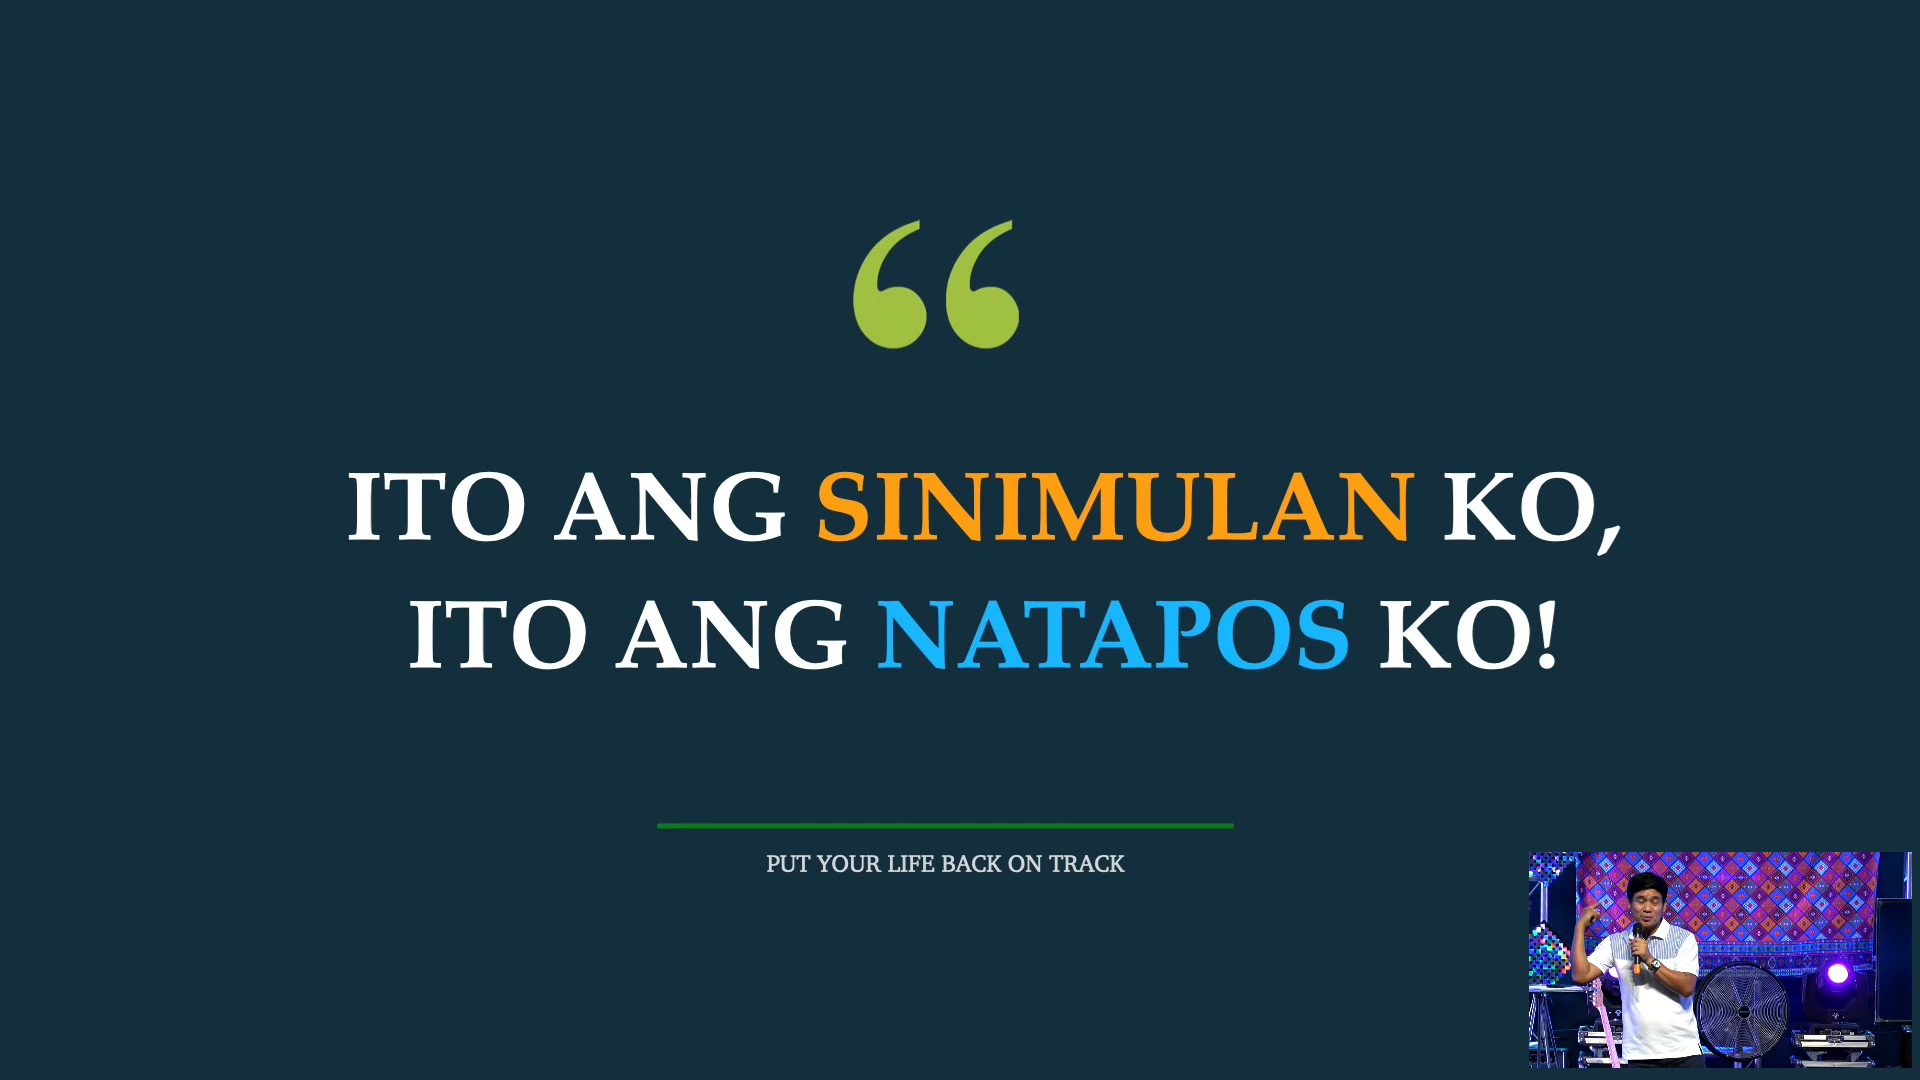 “
ITO ANG SINIMULAN KO,
ITO ANG NATAPOS KO!
PUT YOUR LIFE BACK ON TRACK